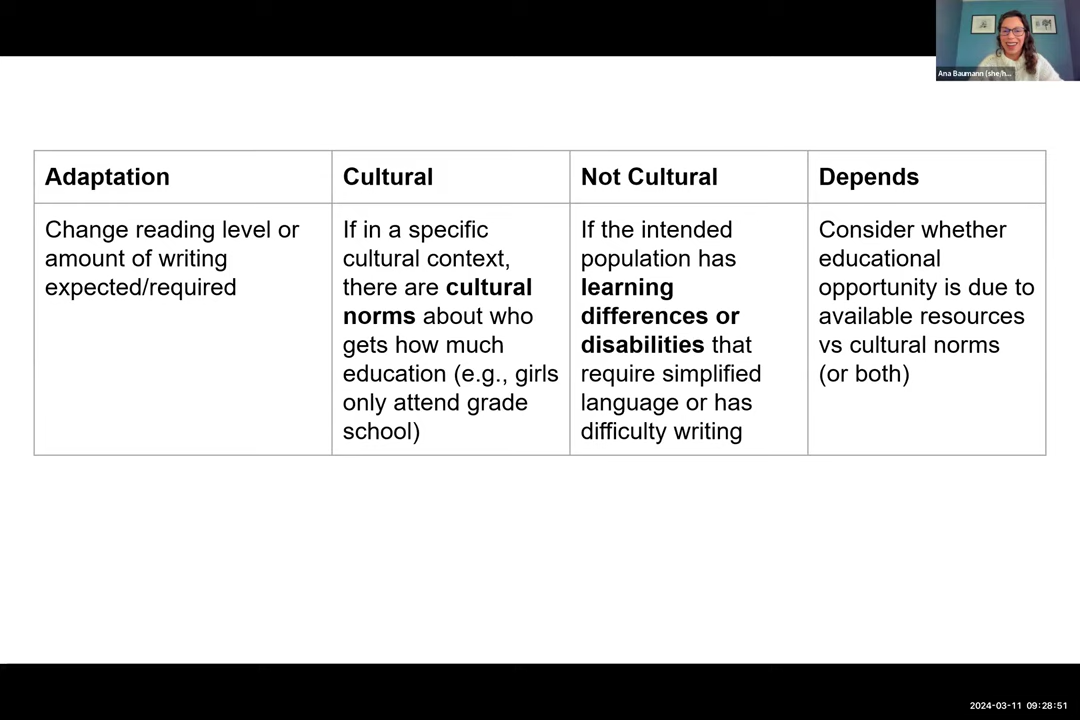 Ana Baumann (she/h...
Adaptation
Cultural
Not Cultural
Depends
Change reading level or
amount of writing
expected/required
If in a specific
cultural context,
there are cultural
norms about who
gets how much
education (e.g., girls
only attend grade
school)
If the intended
population has
learning
differences or
disabilities that
require simplified
language or has
difficulty writing
Consider whether
educational
opportunity is due to
available resources
vs cultural norms
(or both)
2024-03-11 09:28:51